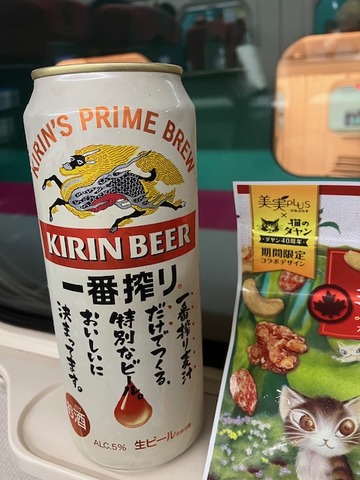 KIRIN'S PRIME BREW
KIRIN BEER
一番搾り
一番搾り麦汁
だけでつくる、
特別なビール。
おいしいに
決まってます。
お酒
ALC.5% 生ビール
美実PLUS
×
猫の
ダヤン
ダヤン40周年
期間限定
コラボデザイン